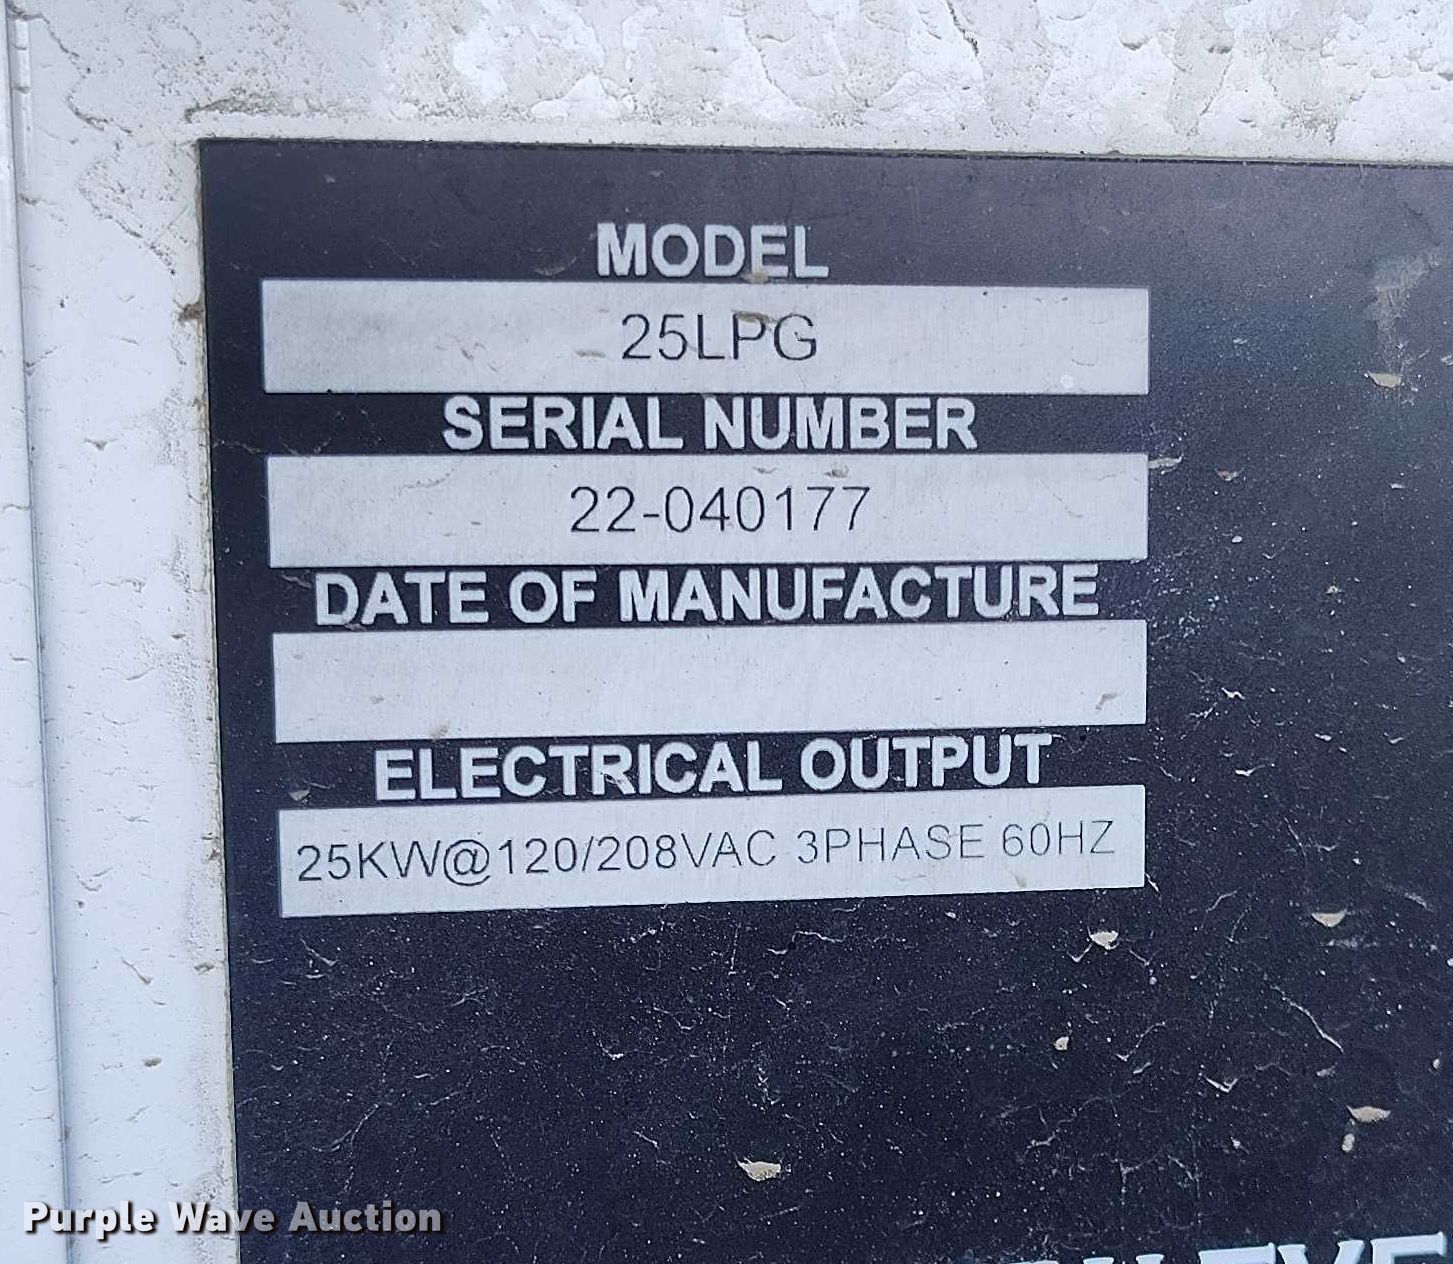 MODEL
25LPG
SERIAL NUMBER
22-040177
DATE OF MANUFACTURE
ELECTRICAL OUTPUT
25KW@120/208VAC 3PHASE 60HZ
Purple Wave Auction